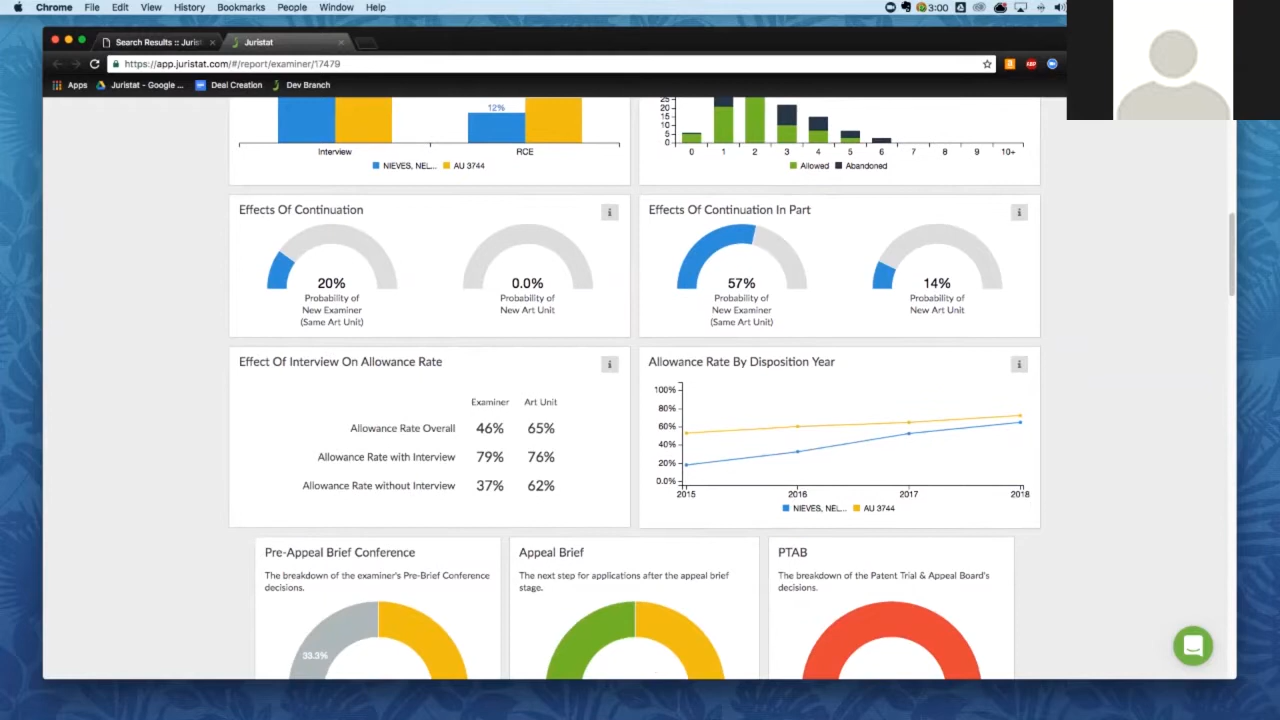 Chrome File Edit View History Bookmarks People Window Help 3:00
Search Results :: Juris Juristat
https://app.juristat.com/#/report/examiner/17479
Apps Juristat - Google ... Deal Creation Dev Branch
12%
Interview RCE
NIEVES, NEL... AU 3744
25
20
15
10
5
0
0 1 2 3 4 5 6 7 8 9 10+
Allowed Abandoned
Effects Of Continuation
20%
Probability of
New Examiner
(Same Art Unit)
0.0%
Probability of
New Art Unit
Effects Of Continuation In Part
57%
Probability of
New Examiner
(Same Art Unit)
14%
Probability of
New Art Unit
Effect Of Interview On Allowance Rate
Examiner Art Unit
Allowance Rate Overall 46% 65%
Allowance Rate with Interview 79% 76%
Allowance Rate without Interview 37% 62%
Allowance Rate By Disposition Year
100%
80%
60%
40%
20%
0.0%
2015 2016 2017 2018
NIEVES, NEL... AU 3744
Pre-Appeal Brief Conference
The breakdown of the examiner's Pre-Brief Conference
decisions.
33.3%
Appeal Brief
The next step for applications after the appeal brief
stage.
PTAB
The breakdown of the Patent Trial & Appeal Board's
decisions.